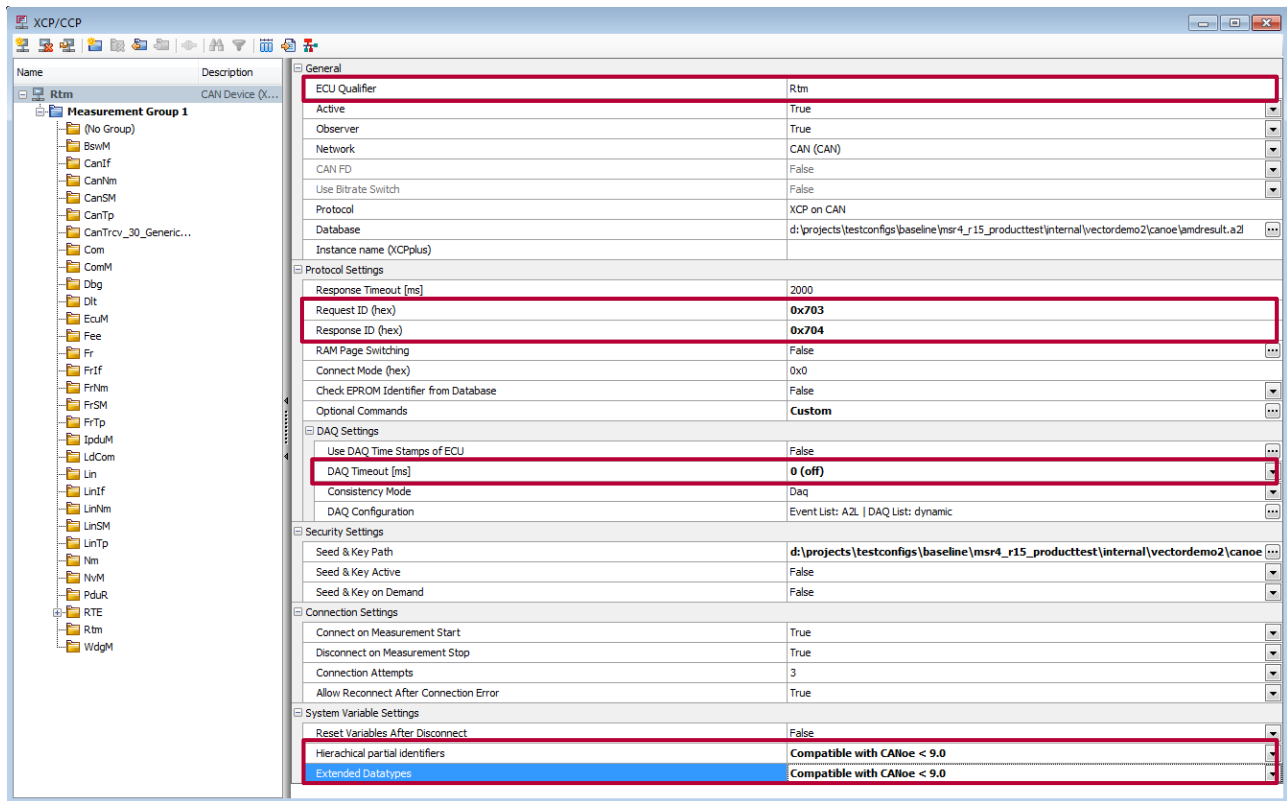 XCP/CCP
Name Description
Rtm CAN Device (X...
Measurement Group 1
(No Group)
BswM
CanIf
CanNm
CanSM
CanTp
CanTrcv_30_Generic...
Com
ComM
Dbg
Dlt
EcuM
Fee
Fr
FrIf
FrNm
FrSM
FrTp
IpduM
LdCom
Lin
LinIf
LinNm
LinSM
LinTp
Nm
NvM
PduR
RTE
Rtm
WdgM
General
ECU Qualifier Rtm
Active True
Observer True
Network CAN (CAN)
CAN FD False
Use Bitrate Switch False
Protocol XCP on CAN
Database d:\projects\testconfigs\baseline\msr4_r15_producttest\internal\vectordemo2\canoe\amdresult.a2l
Instance name (XCPplus)
Protocol Settings
Response Timeout [ms] 2000
Request ID (hex) 0x703
Response ID (hex) 0x704
RAM Page Switching False
Connect Mode (hex) 0x0
Check EPROM Identifier from Database False
Optional Commands Custom
DAQ Settings
Use DAQ Time Stamps of ECU False
DAQ Timeout [ms] 0 (off)
Consistency Mode Daq
DAQ Configuration Event List: A2L | DAQ List: dynamic
Security Settings
Seed & Key Path d:\projects\testconfigs\baseline\msr4_r15_producttest\internal\vectordemo2\canoe
Seed & Key Active False
Seed & Key on Demand False
Connection Settings
Connect on Measurement Start True
Disconnect on Measurement Stop True
Connection Attempts 3
Allow Reconnect After Connection Error True
System Variable Settings
Reset Variables After Disconnect False
Hierachical partial identifiers Compatible with CANoe < 9.0
Extended Datatypes Compatible with CANoe < 9.0